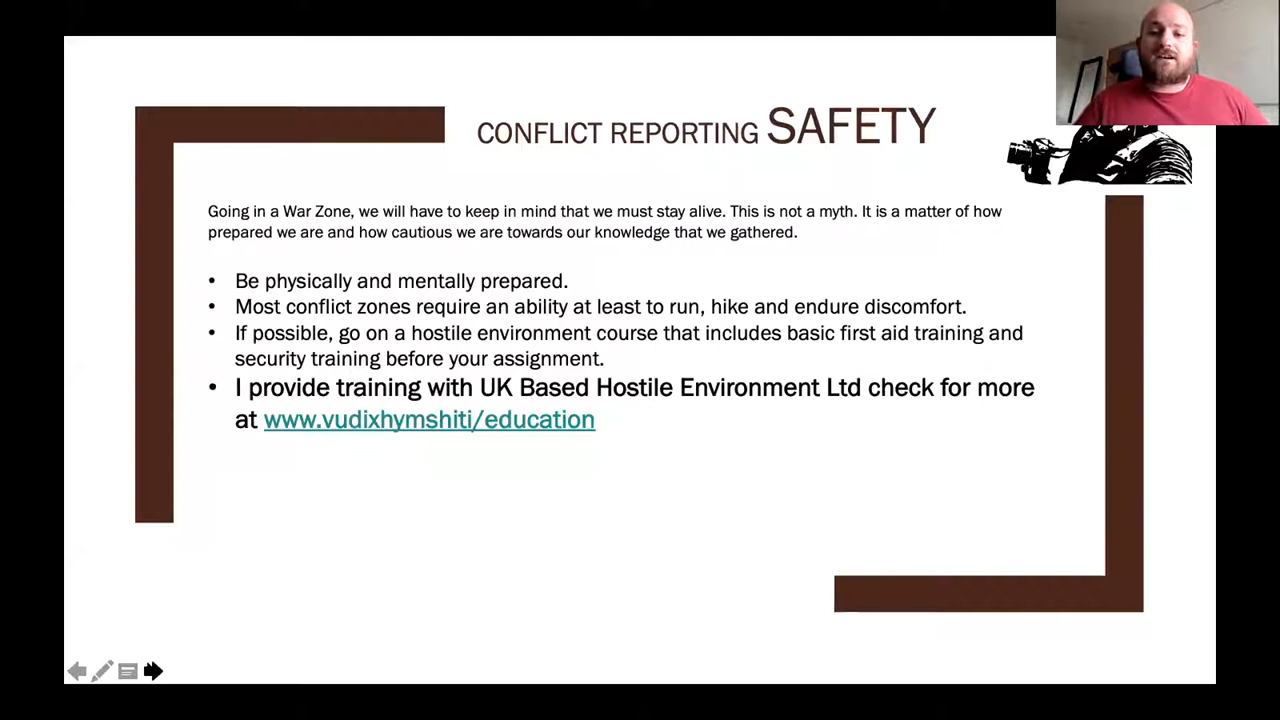 CONFLICT REPORTING SAFETY
Going in a War Zone, we will have to keep in mind that we must stay alive. This is not a myth. It is a matter of how
prepared we are and how cautious we are towards our knowledge that we gathered.
• Be physically and mentally prepared.
• Most conflict zones require an ability at least to run, hike and endure discomfort.
• If possible, go on a hostile environment course that includes basic first aid training and
security training before your assignment.
• I provide training with UK Based Hostile Environment Ltd check for more
at www.vudixhymshiti/education